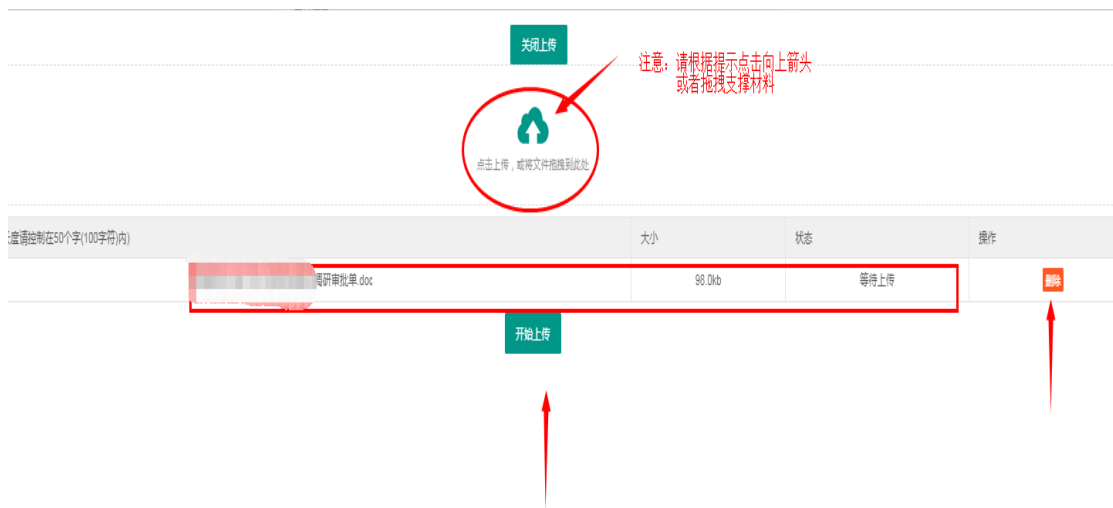 关闭上传
注意：请根据提示点击向上箭头
或者拖拽支撑材料
点击上传，或将文件拖拽到此处
度请控制在50个字(100字符)内)
大小
状态
操作
调研审批单.doc
98.0kb
等待上传
删除
开始上传